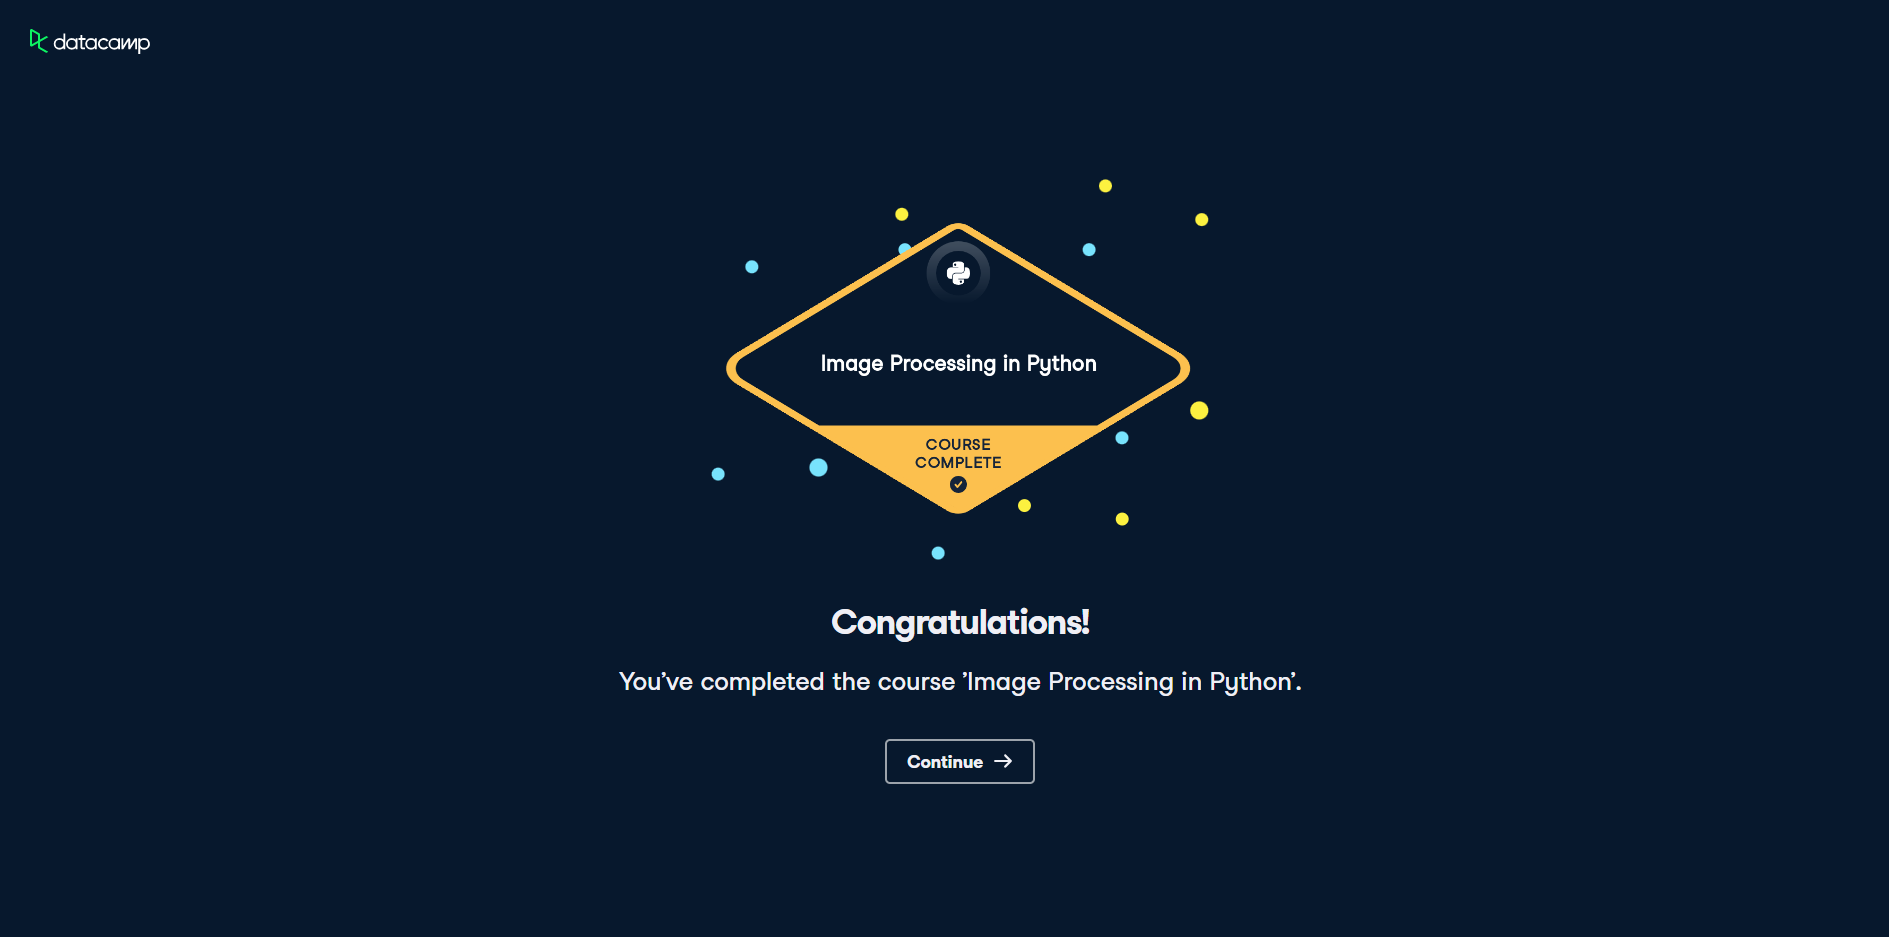 datacamp
Image Processing in Python
COURSE
COMPLETE
Congratulations!
You’ve completed the course ’Image Processing in Python’.
Continue